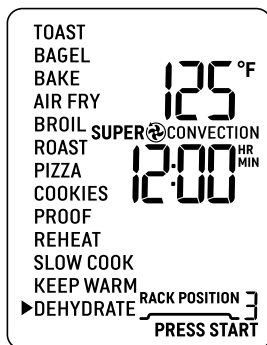 TOAST
BAGEL
BAKE
AIR FRY
BROIL
ROAST
PIZZA
COOKIES
PROOF
REHEAT
SLOW COOK
KEEP WARM
▶DEHYDRATE
125 °F
SUPER CONVECTION
12:00 HR MIN
RACK POSITION 3
PRESS START